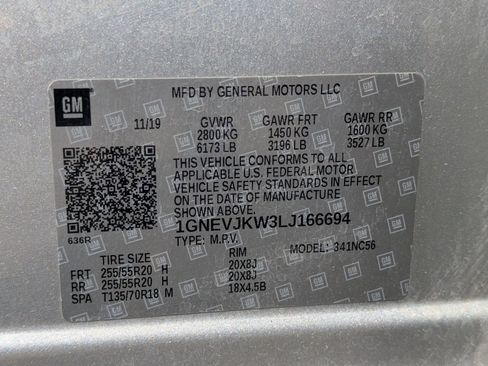 GM
MFD BY GENERAL MOTORS LLC
11/19 GVWR GAWR FRT GAWR RR
2800 KG 1450 KG 1600 KG
6173 LB 3196 LB 3527 LB
THIS VEHICLE CONFORMS TO ALL
APPLICABLE U.S. FEDERAL MOTOR
VEHICLE SAFETY STANDARDS IN EFFECT
ON THE DATE OF MANUFACTURE
SHOWN ABOVE.
636R
1GNEVJKW3LJ166694
TYPE: M.P.V. MODEL: 341NC56
TIRE SIZE RIM
FRT 255/55R20 H 20X8J
RR 255/55R20 H 20X8J
SPA T135/70R18 M 18X4.5B